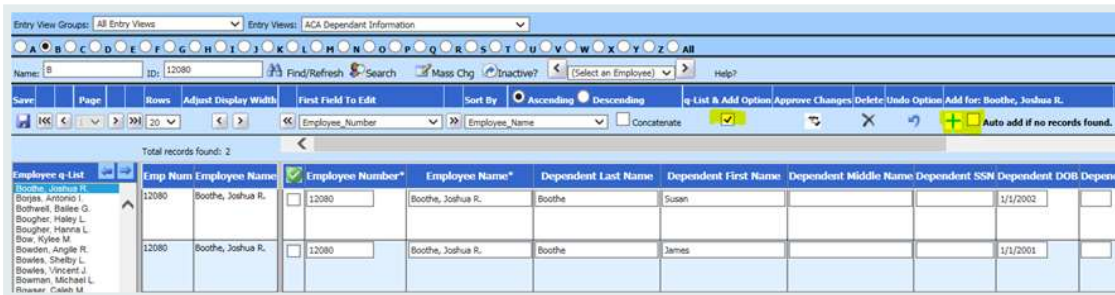 Entry View Groups: All Entry Views Entry Views: ACA Dependant Information
A B C D E F G H I J K L M N O P Q R S T U V W X Y Z All
Name: B ID: 12080 Find/Refresh Search Mass Chg Inactive? < (Select an Employee) > Help?
Save Page Rows Adjust Display Width First Field To Edit Sort By Ascending Descending q-List & Add Option Approve Changes Delete Undo Option Add for: Boothe, Joshua R.
1 20 Employee_Number Employee_Name Concatenate Auto add if no records found.
Total records found: 2
Employee q-List Emp Num Employee Name Employee Number* Employee Name* Dependent Last Name Dependent First Name Dependent Middle Name Dependent SSN Dependent DOB Depen
Boothe, Joshua R. 12080 Boothe, Joshua R. 12080 Boothe, Joshua R. Boothe Susan 1/1/2002
Borjas, Antonio I.
Bothwell, Bailee G.
Bougher, Haley L.
Bougher, Hanna L.
Bow, Kylee M.
Bowden, Anglie R. 12080 Boothe, Joshua R. 12080 Boothe, Joshua R. Boothe James 1/1/2001
Bowles, Shelby L.
Bowles, Vincent J.
Bowman, Michael L.
Bowser, Caleb M.